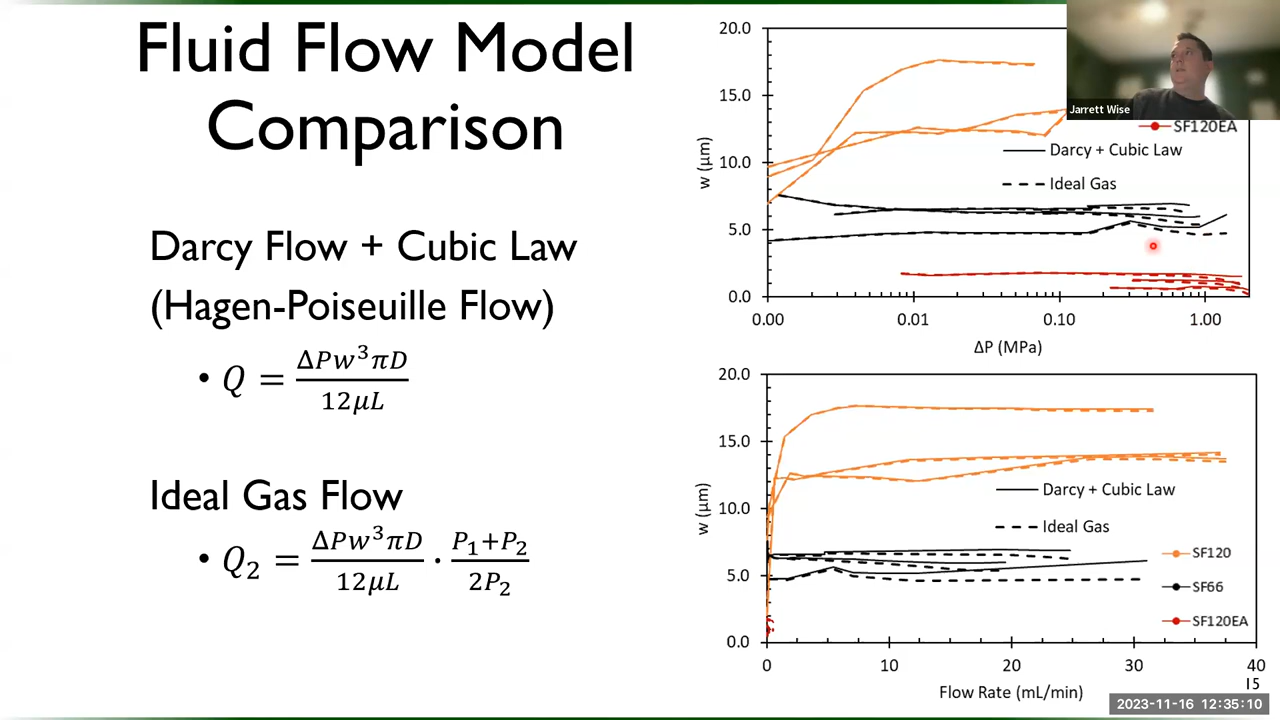 Fluid Flow Model
Comparison
Darcy Flow + Cubic Law
(Hagen-Poiseuille Flow)
• Q = ΔPw³πD / 12μL
Ideal Gas Flow
• Q₂ = ΔPw³πD / 12μL · P₁+P₂ / 2P₂
20.0
15.0
10.0
5.0
0.0
w (μm)
0.00 0.01 0.10 1.00
ΔP (MPa)
SF120EA
Darcy + Cubic Law
Ideal Gas
Jarrett Wise
20.0
15.0
10.0
5.0
0.0
w (μm)
0 10 20 30 40
Flow Rate (mL/min)
Darcy + Cubic Law
Ideal Gas
SF120
SF66
SF120EA
15
2023-11-16 12:35:10